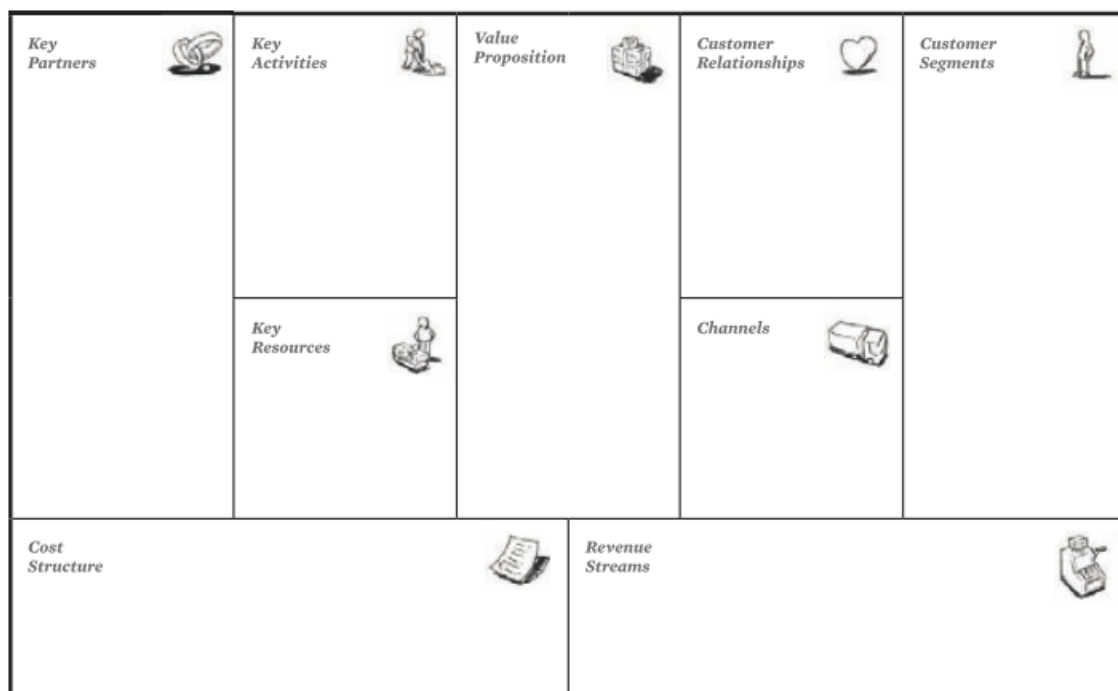 Key
Partners
Key
Activities
Value
Proposition
Customer
Relationships
Customer
Segments
Key
Resources
Channels
Cost
Structure
Revenue
Streams